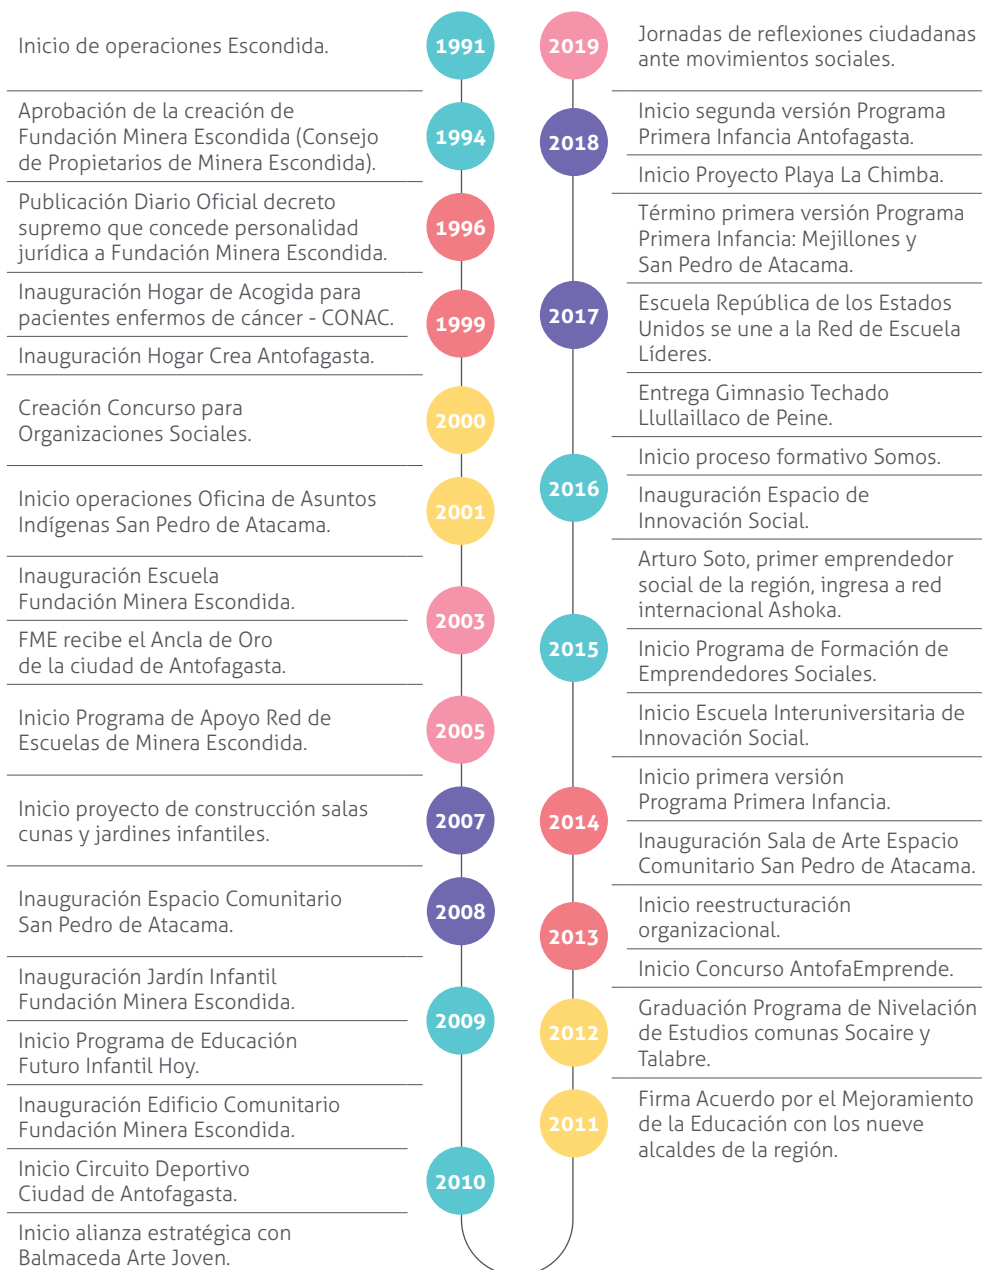 Inicio de operaciones Escondida.
1991
Aprobación de la creación de
Fundación Minera Escondida (Consejo
de Propietarios de Minera Escondida).
1994
Publicación Diario Oficial decreto
supremo que concede personalidad
jurídica a Fundación Minera Escondida.
1996
Inauguración Hogar de Acogida para
pacientes enfermos de cáncer - CONAC.
1999
Inauguración Hogar Crea Antofagasta.
Creación Concurso para
Organizaciones Sociales.
2000
Inicio operaciones Oficina de Asuntos
Indígenas San Pedro de Atacama.
2001
Inauguración Escuela
Fundación Minera Escondida.
2003
FME recibe el Ancla de Oro
de la ciudad de Antofagasta.
Inicio Programa de Apoyo Red de
Escuelas de Minera Escondida.
2005
Inicio proyecto de construcción salas
cunas y jardines infantiles.
2007
Inauguración Espacio Comunitario
San Pedro de Atacama.
2008
Inauguración Jardín Infantil
Fundación Minera Escondida.
2009
Inicio Programa de Educación
Futuro Infantil Hoy.
Inauguración Edificio Comunitario
Fundación Minera Escondida.
Inicio Circuito Deportivo
Ciudad de Antofagasta.
2010
Inicio alianza estratégica con
Balmaceda Arte Joven.
2019
Jornadas de reflexiones ciudadanas
ante movimientos sociales.
2018
Inicio segunda versión Programa
Primera Infancia Antofagasta.
Inicio Proyecto Playa La Chimba.
Término primera versión Programa
Primera Infancia: Mejillones y
San Pedro de Atacama.
2017
Escuela República de los Estados
Unidos se une a la Red de Escuela
Líderes.
Entrega Gimnasio Techado
Llullaillaco de Peine.
Inicio proceso formativo Somos.
2016
Inauguración Espacio de
Innovación Social.
Arturo Soto, primer emprendedor
social de la región, ingresa a red
internacional Ashoka.
2015
Inicio Programa de Formación de
Emprendedores Sociales.
Inicio Escuela Interuniversitaria de
Innovación Social.
Inicio primera versión
Programa Primera Infancia.
2014
Inauguración Sala de Arte Espacio
Comunitario San Pedro de Atacama.
Inicio reestructuración
organizacional.
2013
Inicio Concurso AntofaEmprende.
2012
Graduación Programa de Nivelación
de Estudios comunas Socaire y
Talabre.
2011
Firma Acuerdo por el Mejoramiento
de la Educación con los nueve
alcaldes de la región.